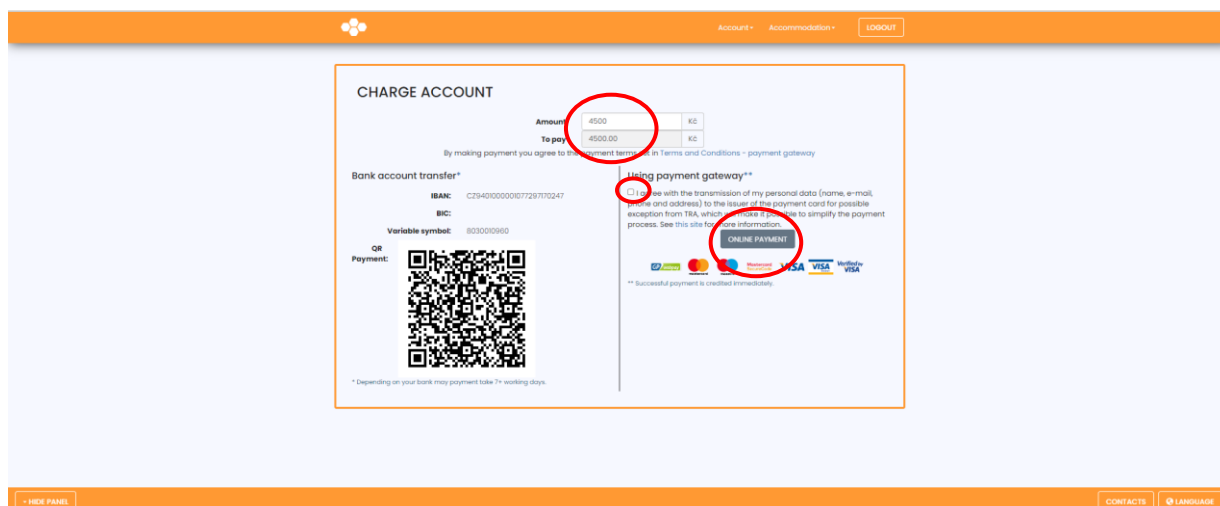 Account
Accommodation
LOGOUT
CHARGE ACCOUNT
Amount
4500
Kč
To pay
4500.00
Kč
By making payment you agree to the payment terms set in Terms and Conditions - payment gateway
Bank account transfer*
IBAN: CZ9401000001077297170247
BIC:
Variable symbol: 8030010960
QR
Payment:
* Depending on your bank may payment take 7+ working days.
Using payment gateway**
I agree with the transmission of my personal data (name, e-mail,
phone and address) to the issuer of the payment card for possible
exception from TRA, which will make it possible to simplify the payment
process. See this site for more information.
ONLINE PAYMENT
VISA VISA Verified by VISA
** Successful payment is credited immediately.
- HIDE PANEL
CONTACTS
LANGUAGE